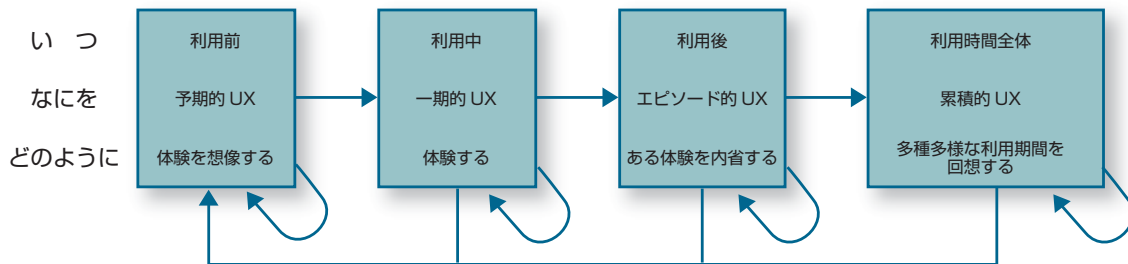 い つ
利用前
利用中
利用後
利用時間全体
なにを
予期的 UX
一期的 UX
エピソード的 UX
累積的 UX
どのように
体験を想像する
体験する
ある体験を内省する
多種多様な利用期間を
回想する